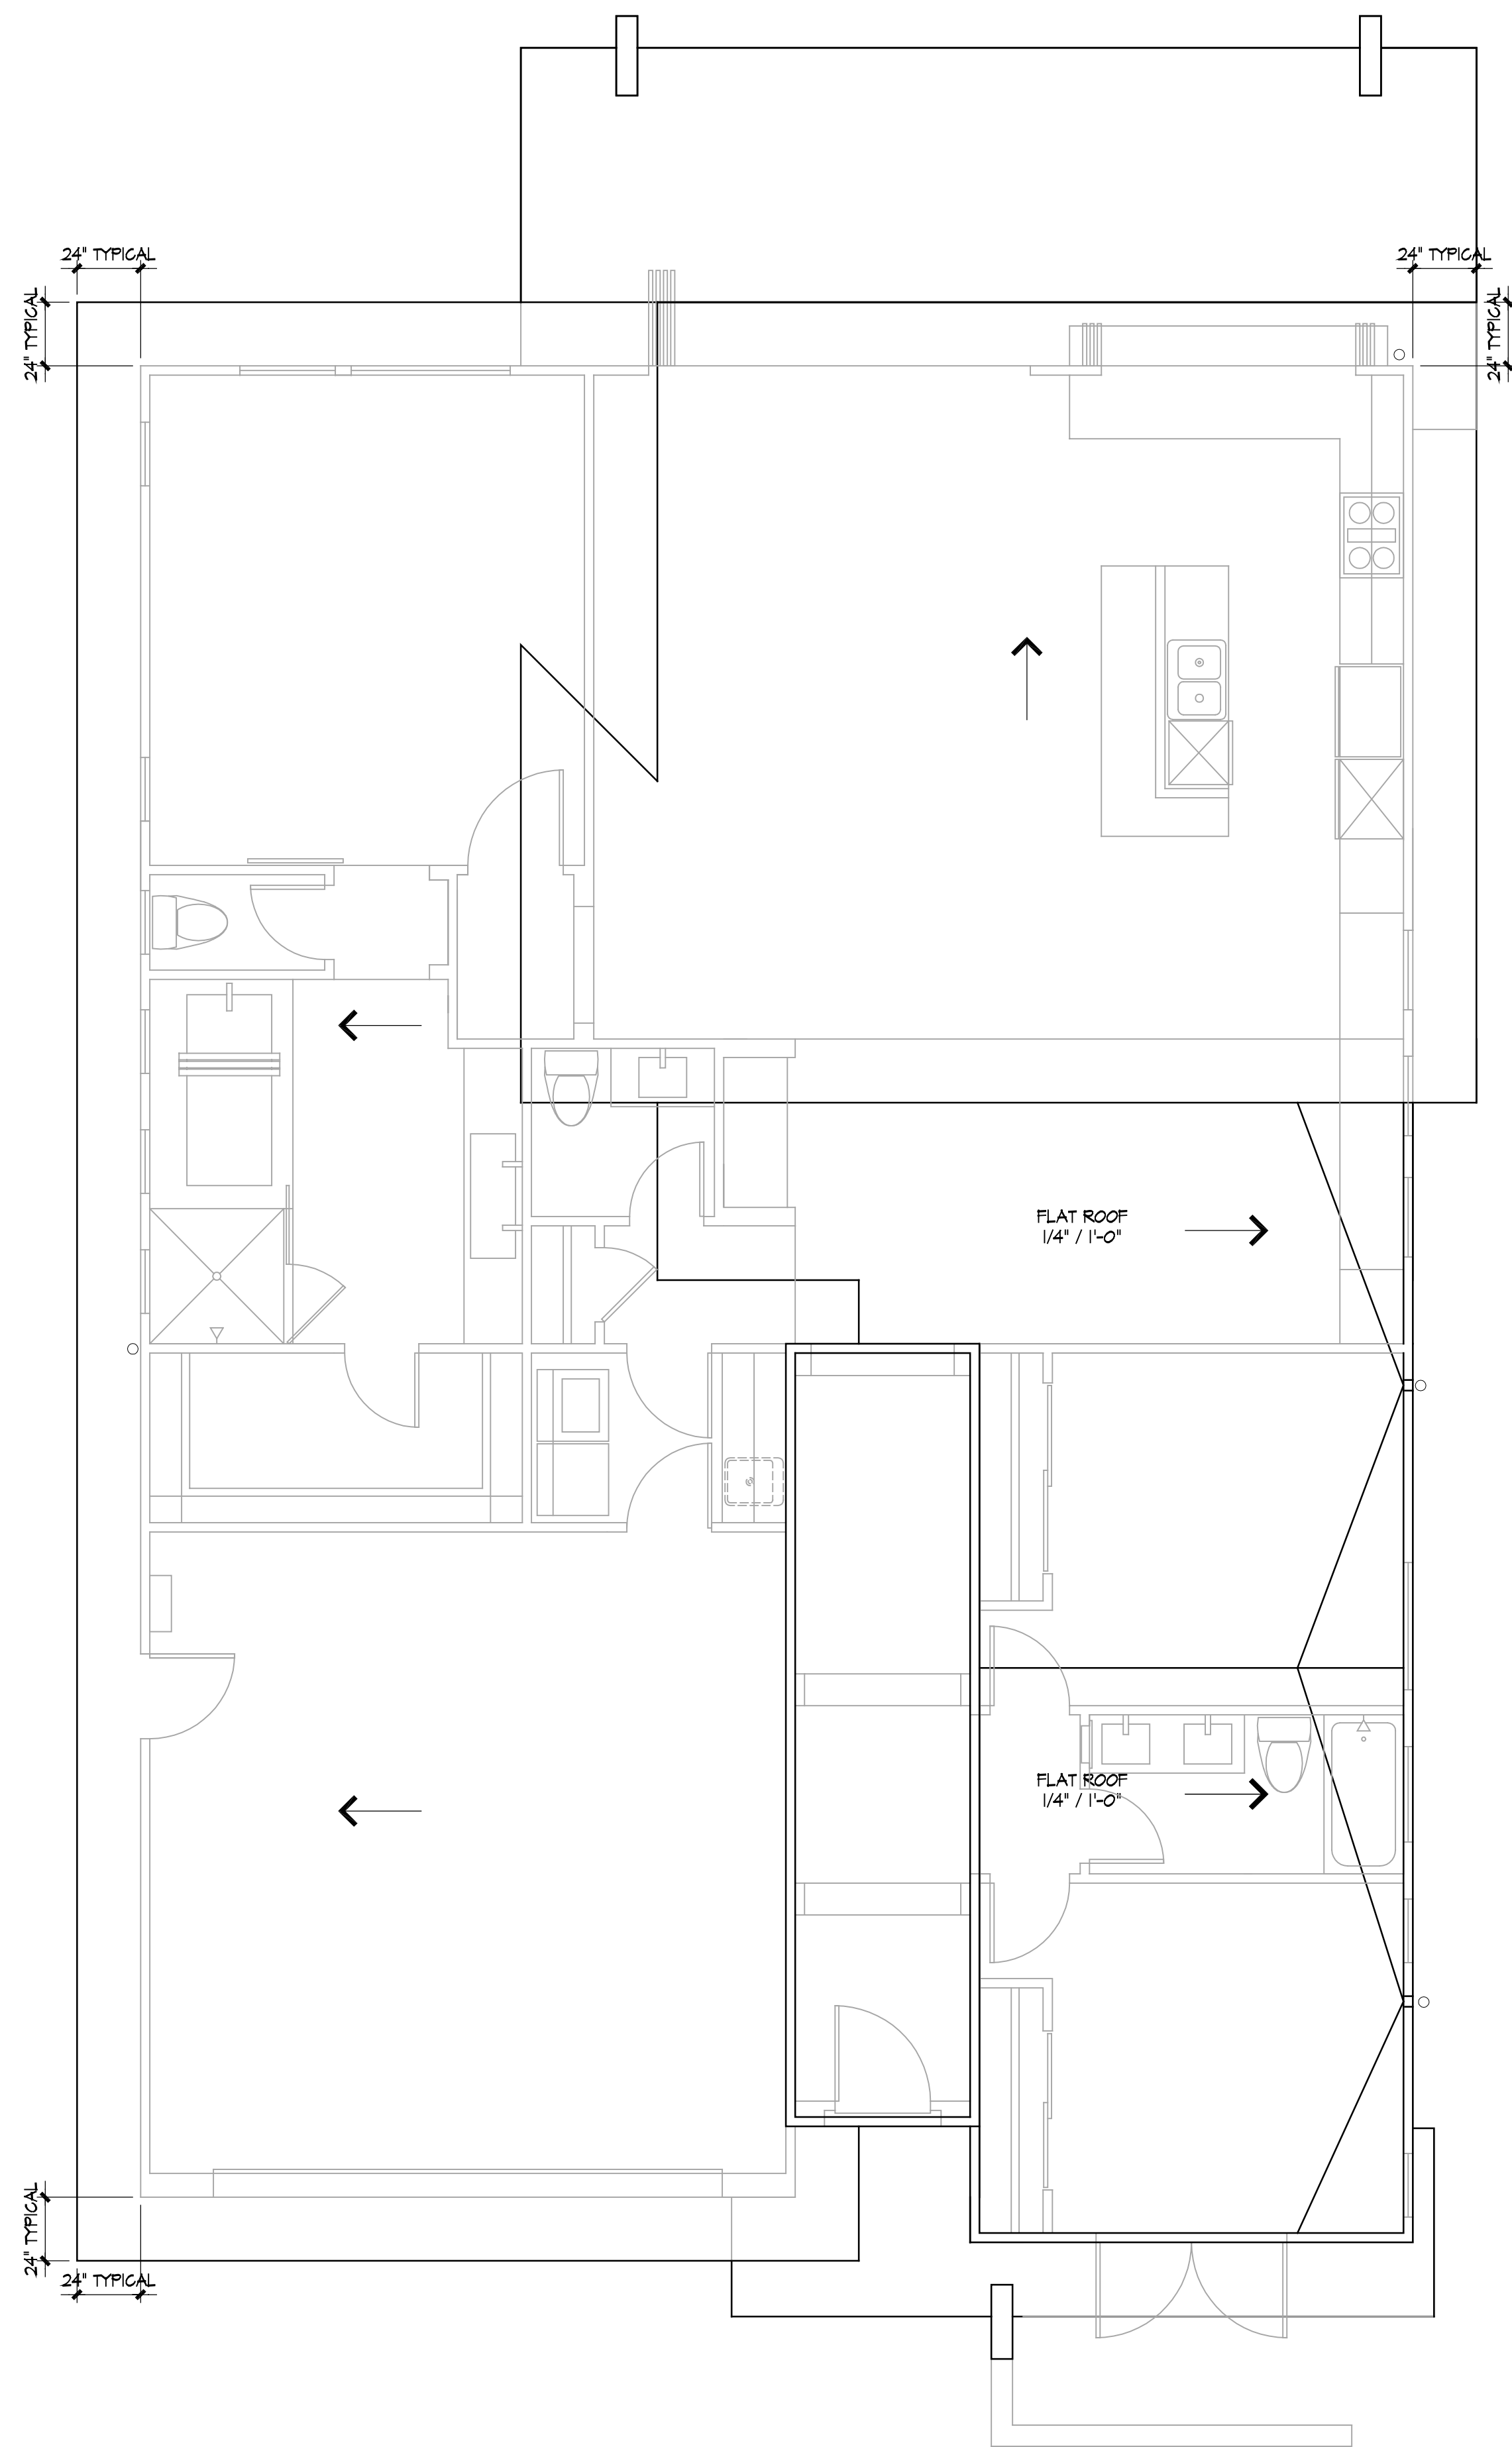 24" TYPICAL
24" TYPICAL
24" TYPICAL
24" TYPICAL
FLAT ROOF
1/4" / 1'-0"
FLAT ROOF
1/4" / 1'-0"
24" TYPICAL
24" TYPICAL